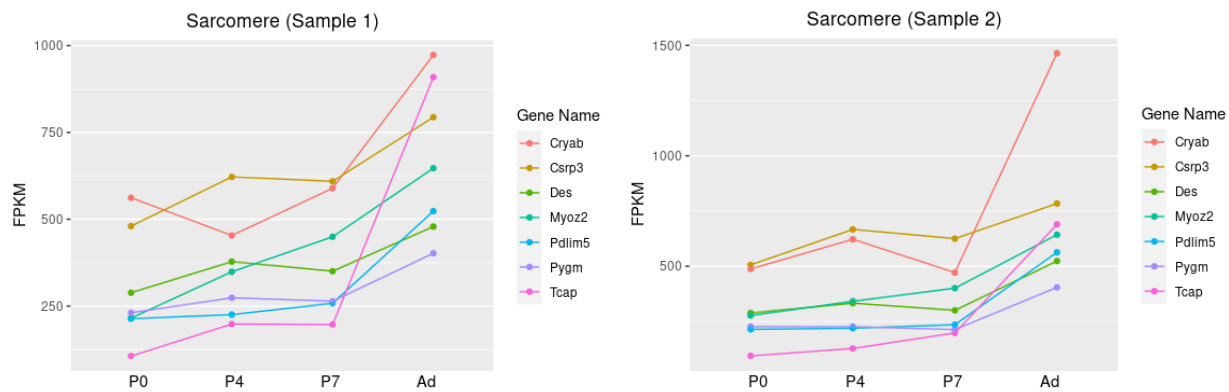 Sarcomere (Sample 1)
1000
750
500
250
FPKM
P0 P4 P7 Ad
Gene Name
Cryab
Csrp3
Des
Myoz2
Pdlim5
Pygm
Tcap
Sarcomere (Sample 2)
1500
1000
500
FPKM
P0 P4 P7 Ad
Gene Name
Cryab
Csrp3
Des
Myoz2
Pdlim5
Pygm
Tcap